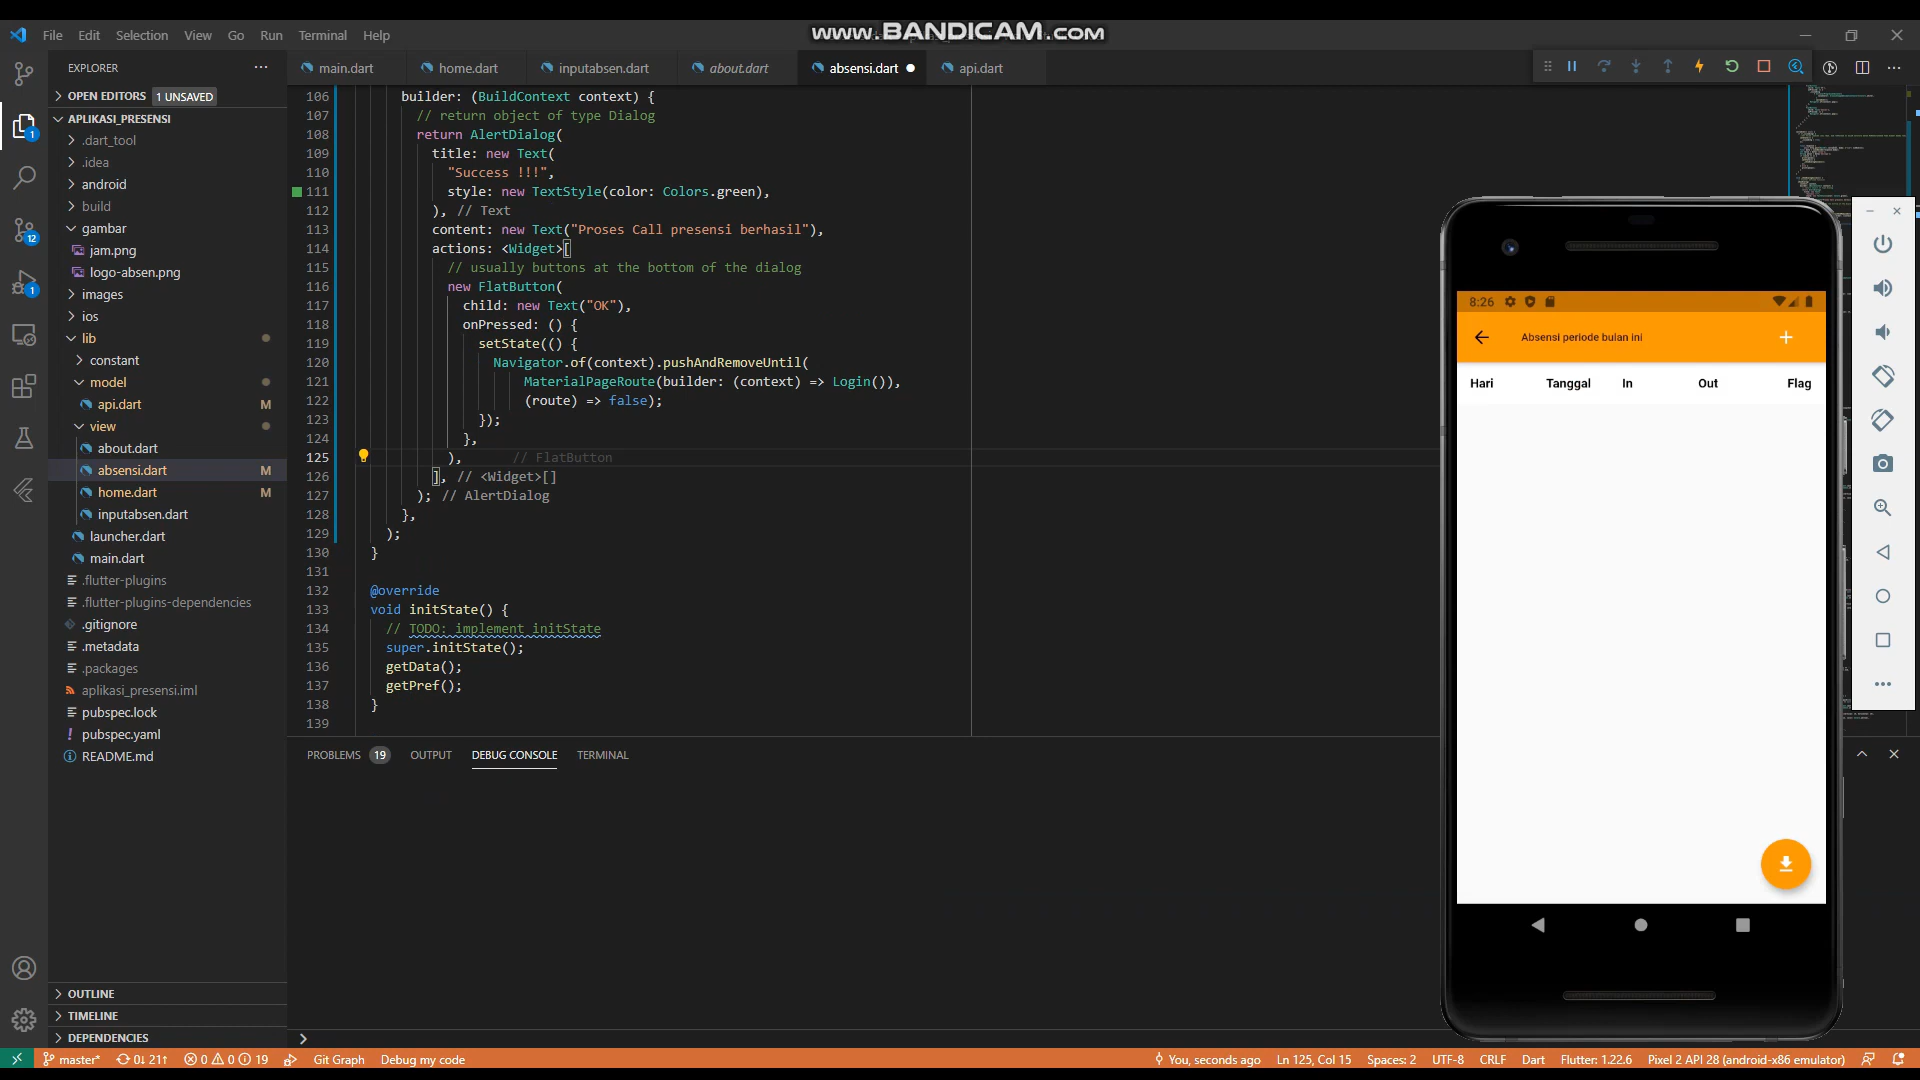 www.BANDICAM.com
File Edit Selection View Go Run Terminal Help
EXPLORER
OPEN EDITORS 1 UNSAVED
APLIKASI_PRESENSI
.dart_tool
.idea
android
build
gambar
jam.png
logo-absen.png
images
ios
lib
constant
model
api.dart M
view
about.dart
absensi.dart M
home.dart M
inputabsen.dart
launcher.dart
main.dart
.flutter-plugins
.flutter-plugins-dependencies
.gitignore
.metadata
.packages
aplikasi_presensi.iml
pubspec.lock
pubspec.yaml
README.md
OUTLINE
TIMELINE
DEPENDENCIES
1
12
1
main.dart home.dart inputabsen.dart about.dart absensi.dart api.dart
106 builder: (BuildContext context) {
107 // return object of type Dialog
108 return AlertDialog(
109 title: new Text(
110 "Success !!!",
111 style: new TextStyle(color: Colors.green),
112 ), // Text
113 content: new Text("Proses Call presensi berhasil"),
114 actions: <Widget>[
115 // usually buttons at the bottom of the dialog
116 new FlatButton(
117 child: new Text("OK"),
118 onPressed: () {
119 setState(() {
120 Navigator.of(context).pushAndRemoveUntil(
121 MaterialPageRoute(builder: (context) => Login()),
122 (route) => false);
123 });
124 },
125 ), // FlatButton
126 ], // <Widget>[]
127 ); // AlertDialog
128 },
129 );
130 }
131
132 @override
133 void initState() {
134 // TODO: implement initState
135 super.initState();
136 getData();
137 getPref();
138 }
139
PROBLEMS 19 OUTPUT DEBUG CONSOLE TERMINAL
8:26
Absensi periode bulan ini
Hari Tanggal In Out Flag
master* 0↓ 21↑ 0 0 19 Git Graph Debug my code
You, seconds ago Ln 125, Col 15 Spaces: 2 UTF-8 CRLF Dart Flutter: 1.22.6 Pixel 2 API 28 (android-x86 emulator)